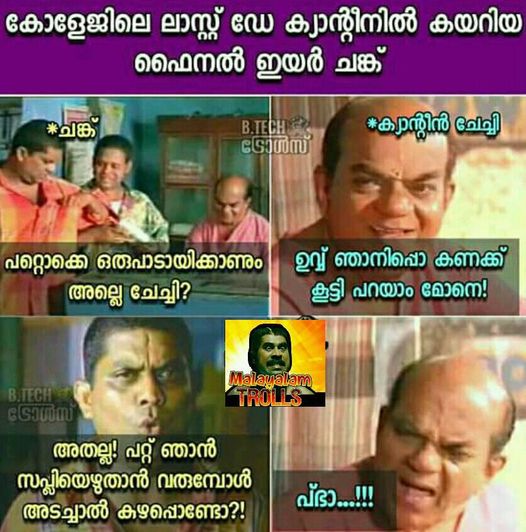 കോളേജിലെ ലാസ്റ്റ് ഡേ ക്യാന്റീനിൽ കയറിയ
ഫൈനൽ ഇയർ ചങ്ക്
*ചങ്ക്
B.TECH
ട്രോൾസ്
പറ്റൊക്കെ ഒരുപാടായിക്കാണും
അല്ലെ ചേച്ചി?
*ക്യാന്റീൻ ചേച്ചി
ഉവ്വ് ഞാനിപ്പൊ കണക്ക്
കൂട്ടി പറയാം മോനെ!
Malayalam
TROLLS
B.TECH
ട്രോൾസ്
അതല്ല! പറ്റ് ഞാൻ
സപ്ലിയെഴുതാൻ വരുമ്പോൾ
അടച്ചാൽ കുഴപ്പൊണ്ടോ?!
പ്ഭാ...!!!